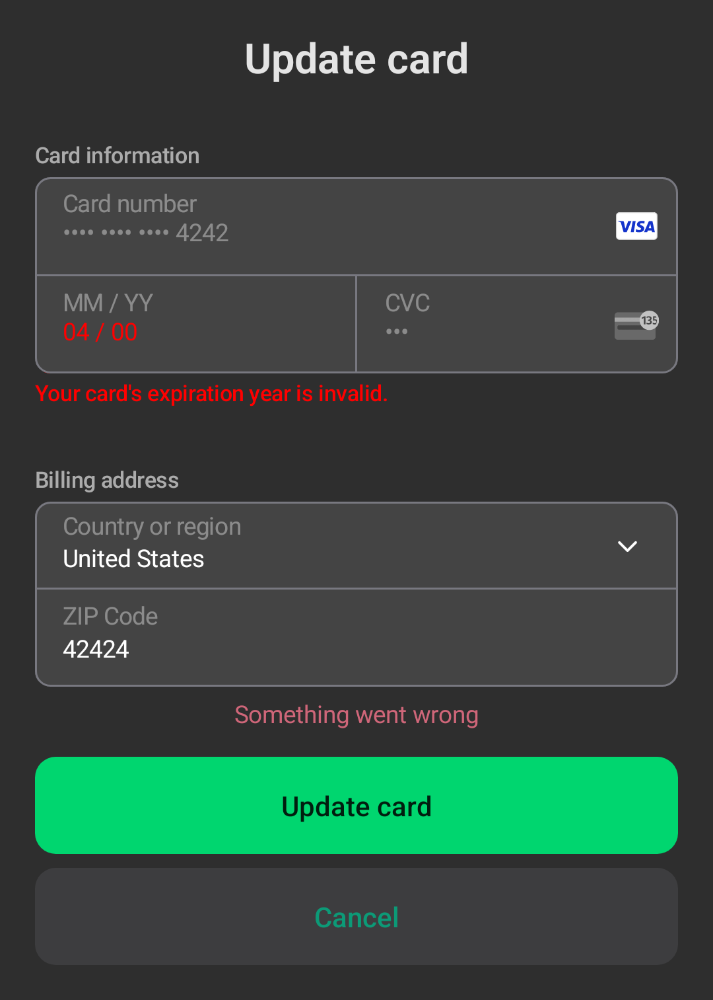 Update card
Card information
Card number
•••• •••• •••• 4242
VISA
MM / YY
04 / 00
CVC
•••
135
Your card's expiration year is invalid.
Billing address
Country or region
United States
ZIP Code
42424
Something went wrong
Update card
Cancel